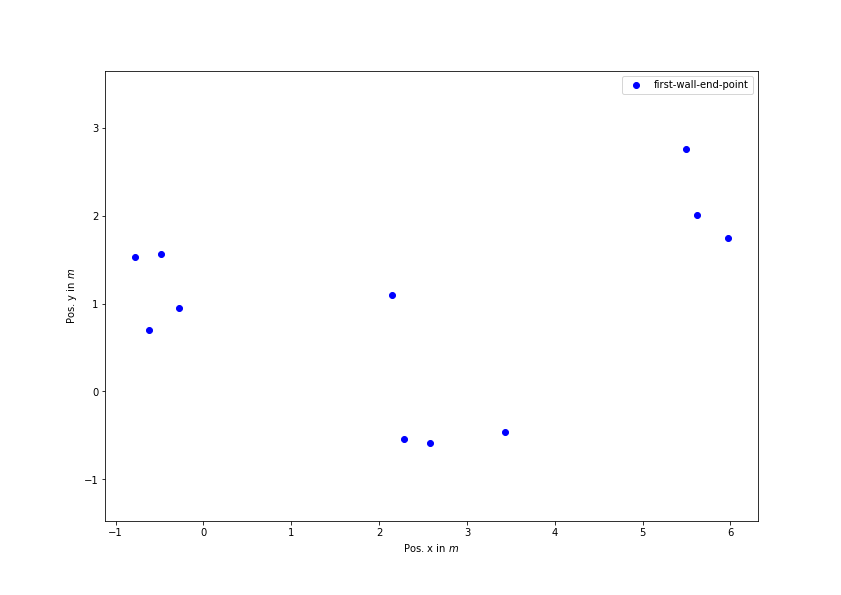 first-wall-end-point
3
2
1
0
−1
Pos. y in m
−1 0 1 2 3 4 5 6
Pos. x in m